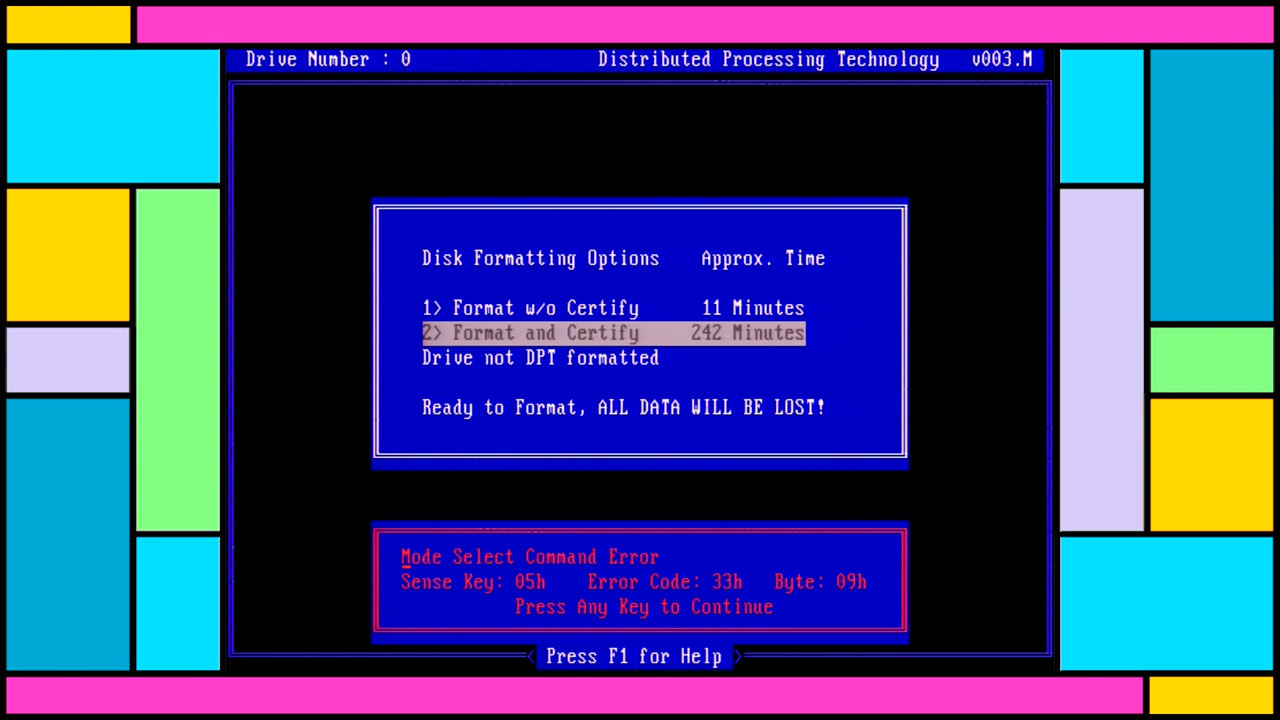 Drive Number : 0 Distributed Processing Technology v003.M
Disk Formatting Options Approx. Time
1> Format w/o Certify 11 Minutes
2> Format and Certify 242 Minutes
Drive not DPT formatted
Ready to Format, ALL DATA WILL BE LOST!
Mode Select Command Error
Sense Key: 05h Error Code: 33h Byte: 09h
Press Any Key to Continue
Press F1 for Help